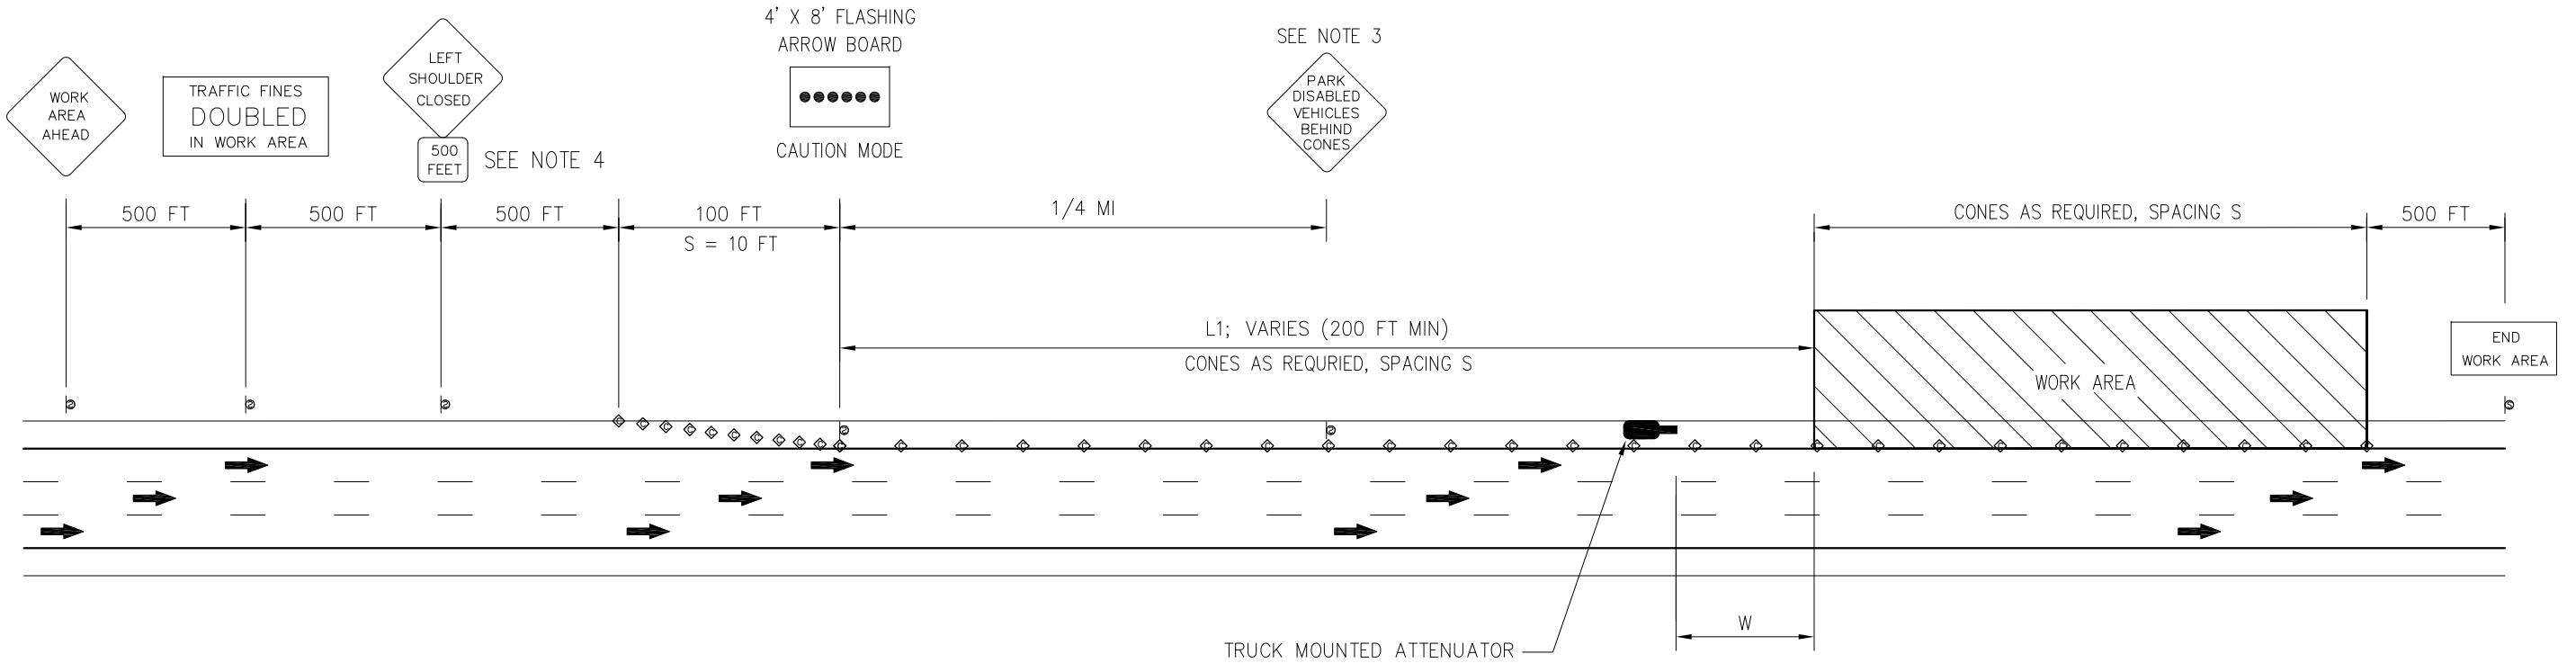 WORK
AREA
AHEAD
TRAFFIC FINES
DOUBLED
IN WORK AREA
LEFT
SHOULDER
CLOSED
500
FEET
SEE NOTE 4
4' X 8' FLASHING
ARROW BOARD
CAUTION MODE
SEE NOTE 3
PARK
DISABLED
VEHICLES
BEHIND
CONES
500 FT
500 FT
500 FT
100 FT
S = 10 FT
1/4 MI
CONES AS REQUIRED, SPACING S
500 FT
L1; VARIES (200 FT MIN)
CONES AS REQURIED, SPACING S
WORK AREA
END
WORK AREA
W
TRUCK MOUNTED ATTENUATOR